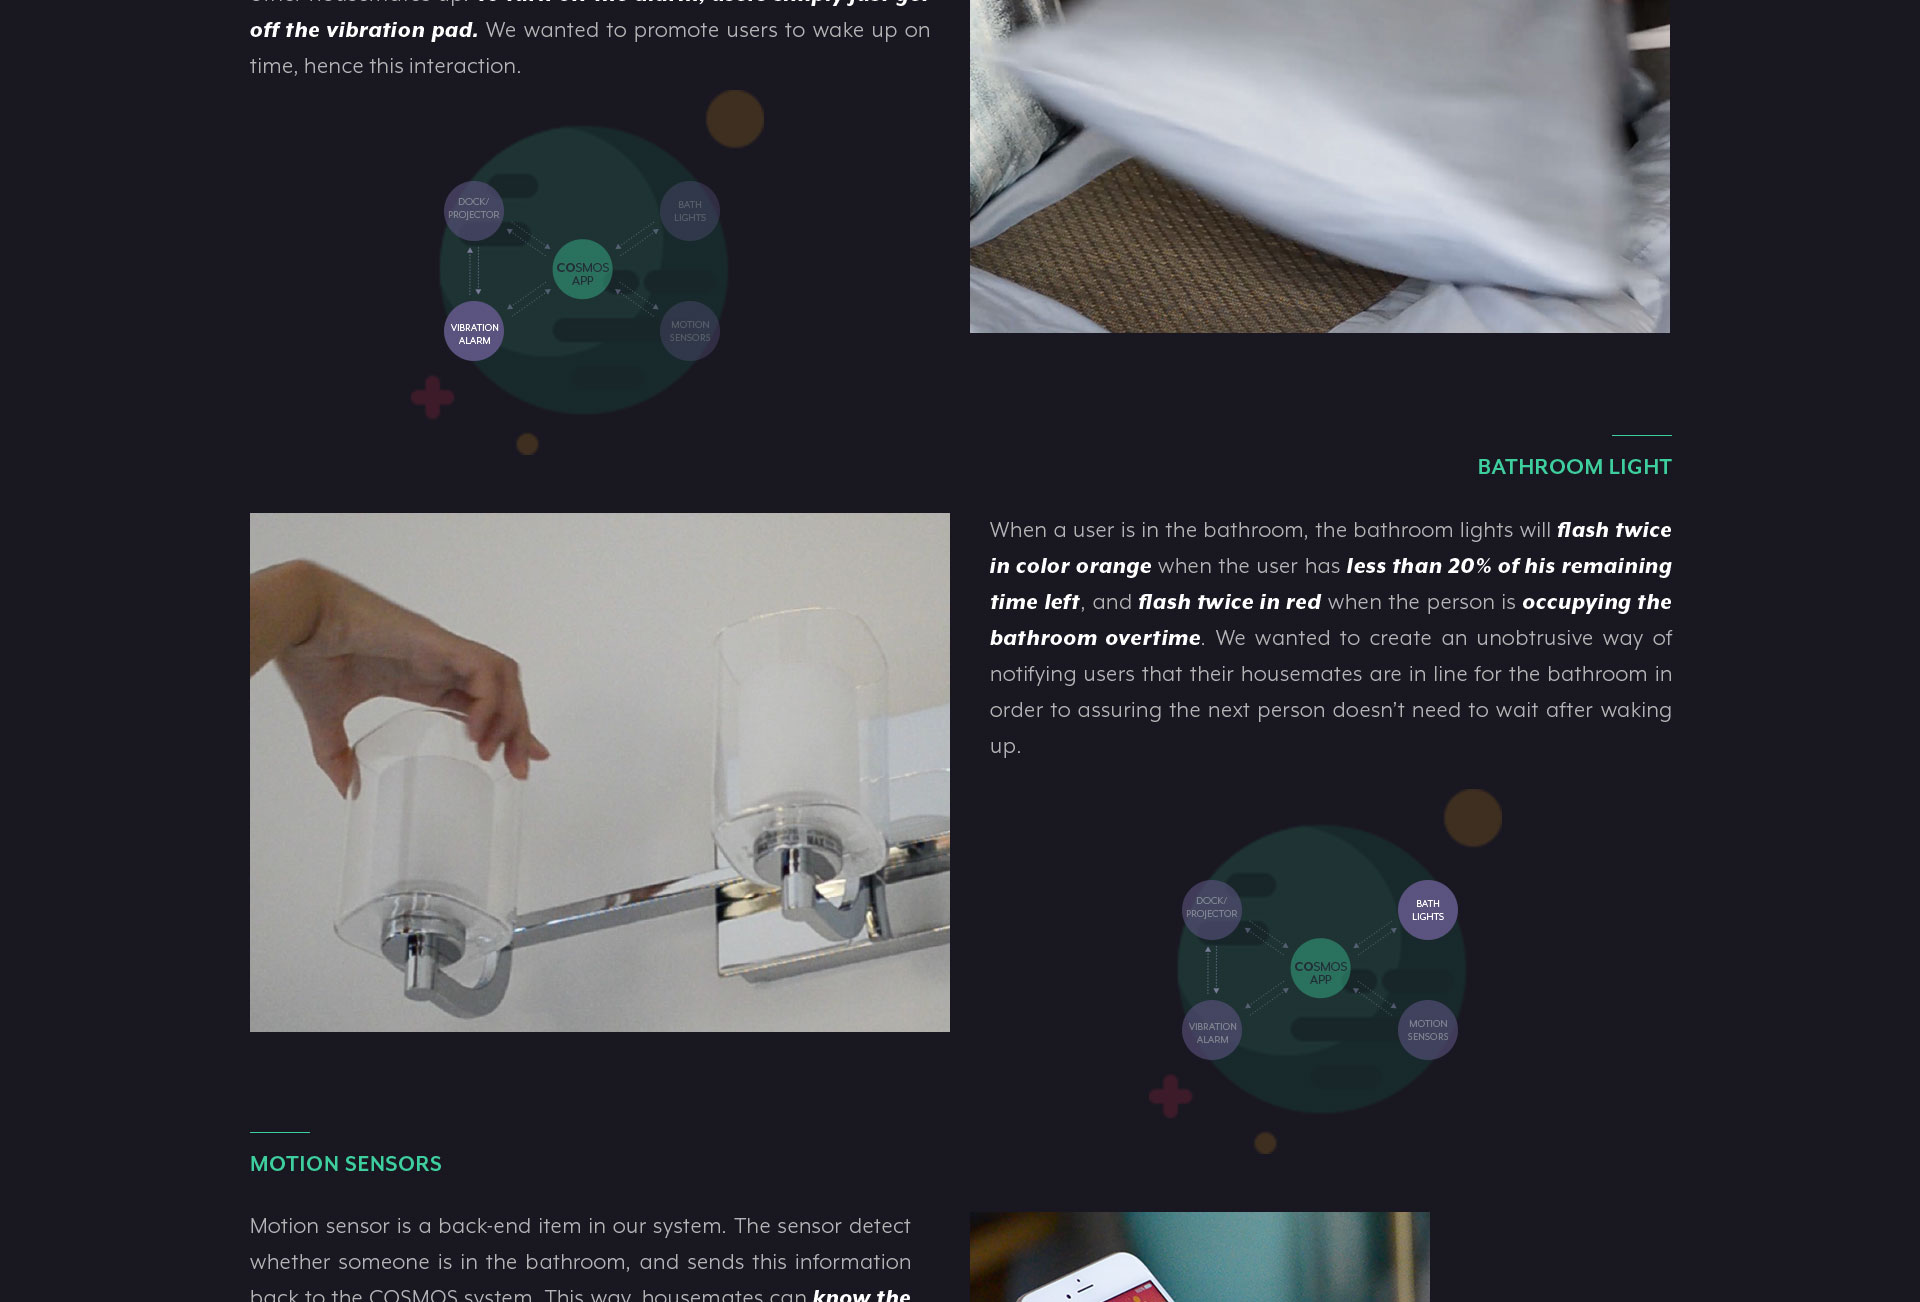 off the vibration pad. We wanted to promote users to wake up on
time, hence this interaction.
DOCK/
PROJECTOR
BATH
LIGHTS
COSMOS
APP
VIBRATION
ALARM
MOTION
SENSORS
BATHROOM LIGHT
When a user is in the bathroom, the bathroom lights will flash twice
in color orange when the user has less than 20% of his remaining
time left, and flash twice in red when the person is occupying the
bathroom overtime. We wanted to create an unobtrusive way of
notifying users that their housemates are in line for the bathroom in
order to assuring the next person doesn’t need to wait after waking
up.
DOCK/
PROJECTOR
BATH
LIGHTS
COSMOS
APP
VIBRATION
ALARM
MOTION
SENSORS
MOTION SENSORS
Motion sensor is a back-end item in our system. The sensor detect
whether someone is in the bathroom, and sends this information
back to the COSMOS system. This way, housemates can know the